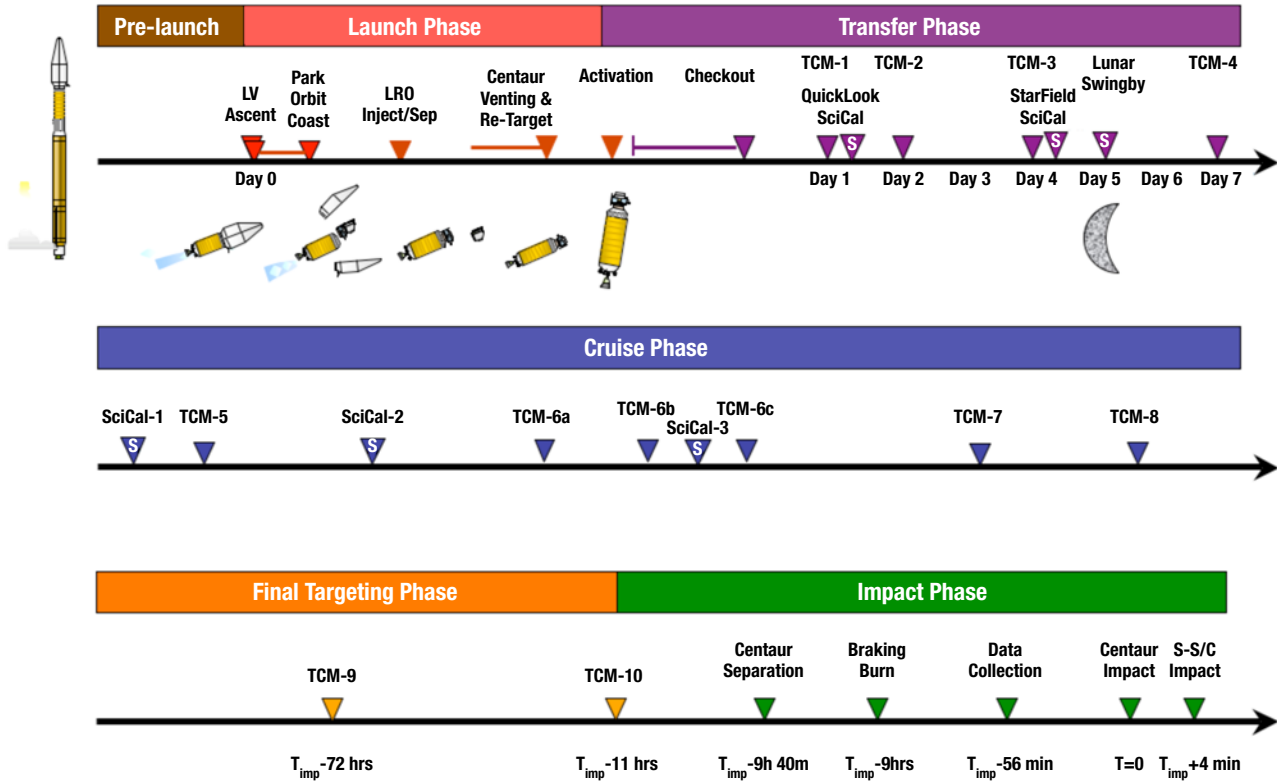 Pre-launch
Launch Phase
Transfer Phase
LV
Ascent
Park
Orbit
Coast
LRO
Inject/Sep
Centaur
Venting &
Re-Target
Activation
Checkout
TCM-1
QuickLook
SciCal
TCM-2
TCM-3
StarField
SciCal
Lunar
Swingby
TCM-4
S
S
S
Day 0
Day 1
Day 2
Day 3
Day 4
Day 5
Day 6
Day 7
Cruise Phase
SciCal-1
TCM-5
SciCal-2
TCM-6a
TCM-6b
SciCal-3
TCM-6c
TCM-7
TCM-8
S
S
S
Final Targeting Phase
Impact Phase
TCM-9
TCM-10
Centaur
Separation
Braking
Burn
Data
Collection
Centaur
Impact
S-S/C
Impact
Timp-72 hrs
Timp-11 hrs
Timp-9h 40m
Timp-9hrs
Timp-56 min
T=0
Timp+4 min